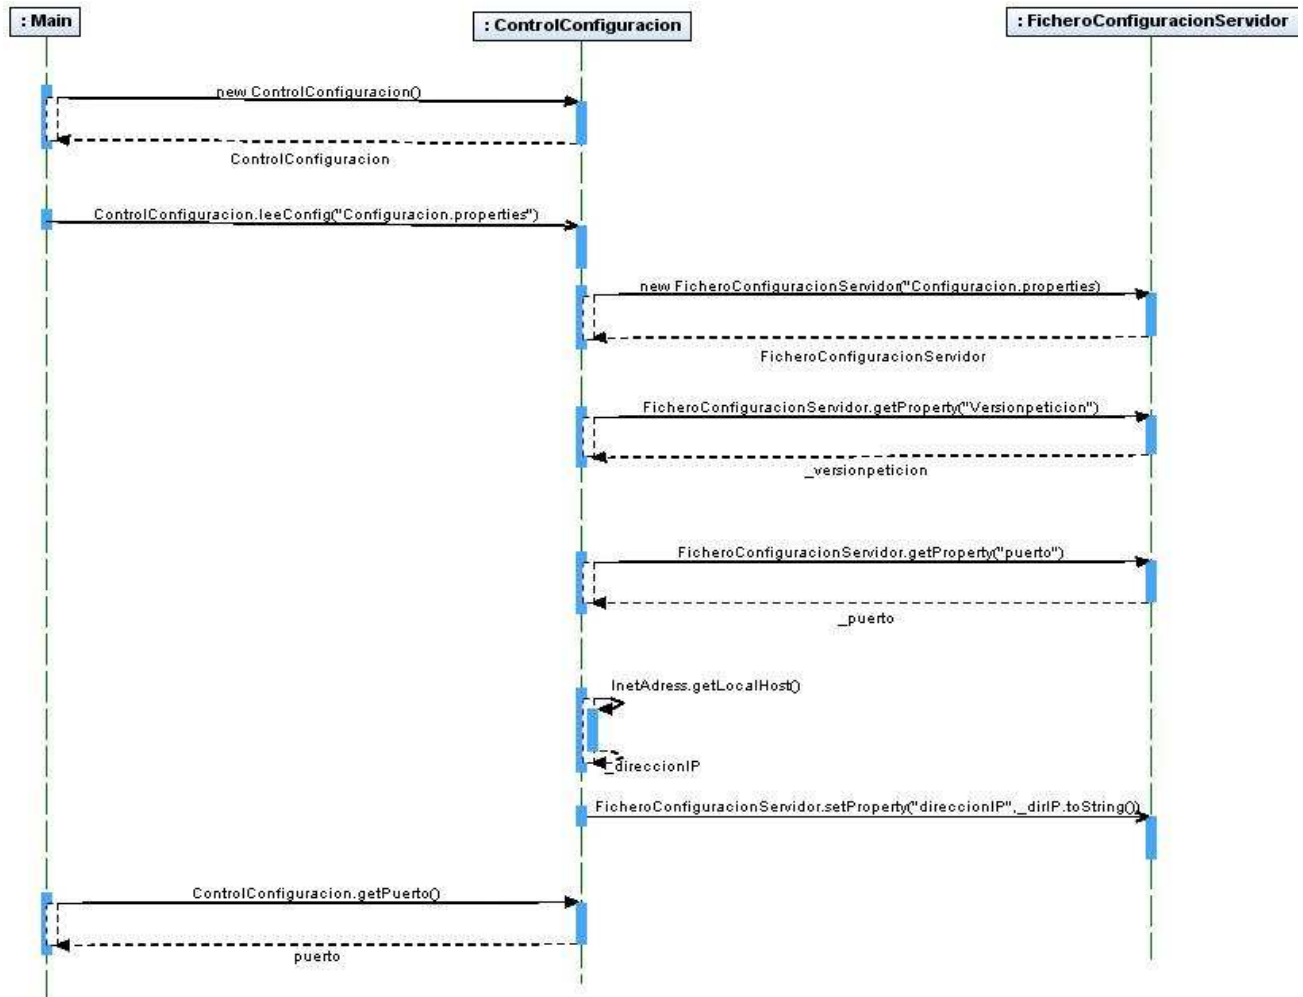 : Main
: ControlConfiguracion
: FicheroConfiguracionServidor
new ControlConfiguracion()
ControlConfiguracion
ControlConfiguracion.leeConfig("Configuracion.properties")
new FicheroConfiguracionServidor("Configuracion.properties)
FicheroConfiguracionServidor
FicheroConfiguracionServidor.getProperty("Versionpeticion")
_versionpeticion
FicheroConfiguracionServidor.getProperty("puerto")
_puerto
InetAdress.getLocalHost()
_direccionIP
FicheroConfiguracionServidor.setProperty("direccionIP",_dirIP.toString())
ControlConfiguracion.getPuerto()
puerto